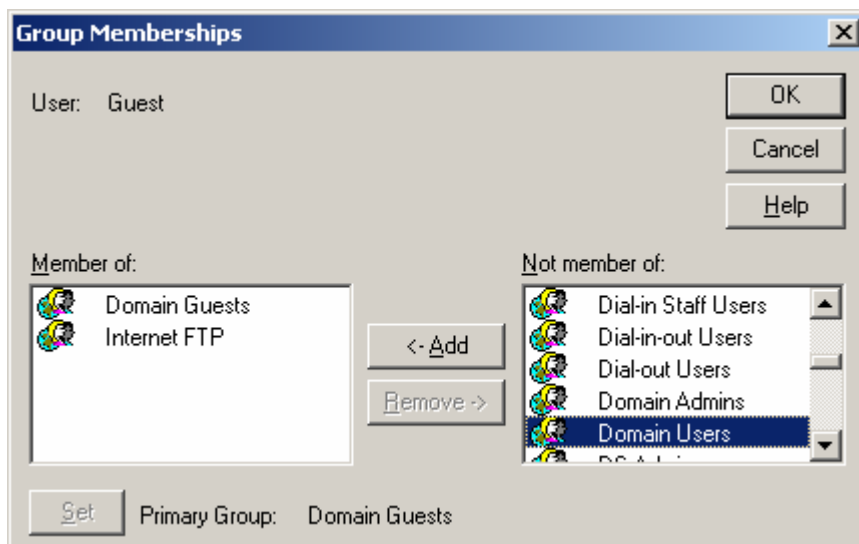 Group Memberships
User: Guest
OK
Cancel
Help
Member of:
Domain Guests
Internet FTP
<- Add
Remove ->
Not member of:
Dial-in Staff Users
Dial-in-out Users
Dial-out Users
Domain Admins
Domain Users
Set Primary Group: Domain Guests